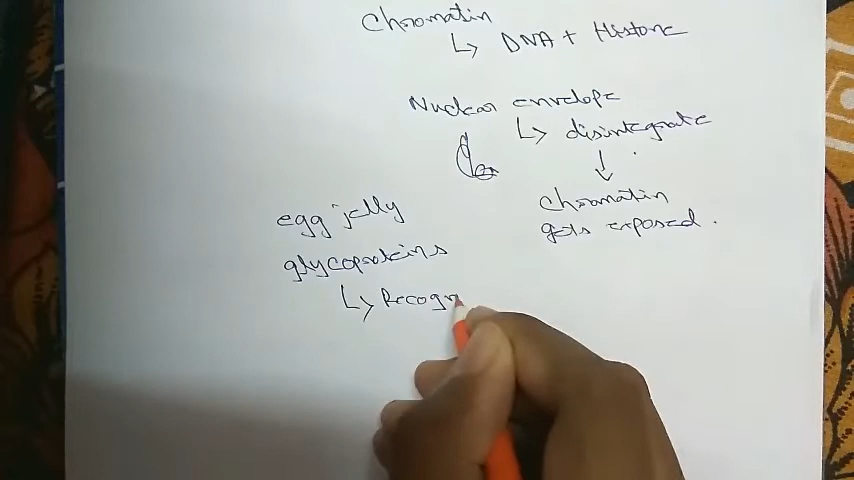 Chromatin
↳ DNA + Histone
Nuclear envelope
↳ disintegrate
↓
Chromatin
gets exposed.
egg jelly
glycoproteins
↳ Recogn